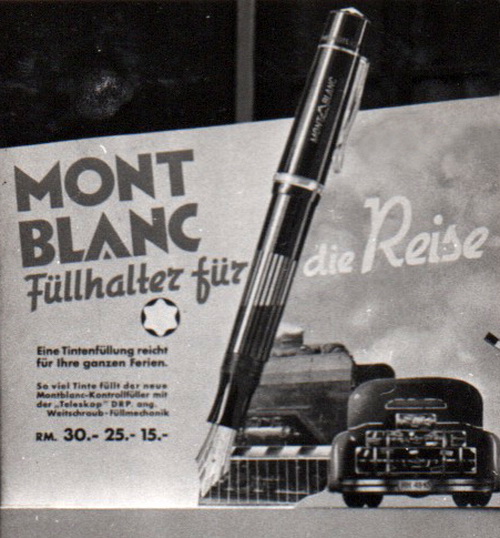 MONT
BLANC
Füllhalter für die Reise
Eine Tintenfüllung reicht
für Ihre ganzen Ferien.
So viel Tinte füllt der neue
Montblanc-Kontrollfüller mit
der „Teleskop" DRP. ang.
Weitschraub-Füllmechanik
RM. 30.- 25.- 15.-
MONTBLANC